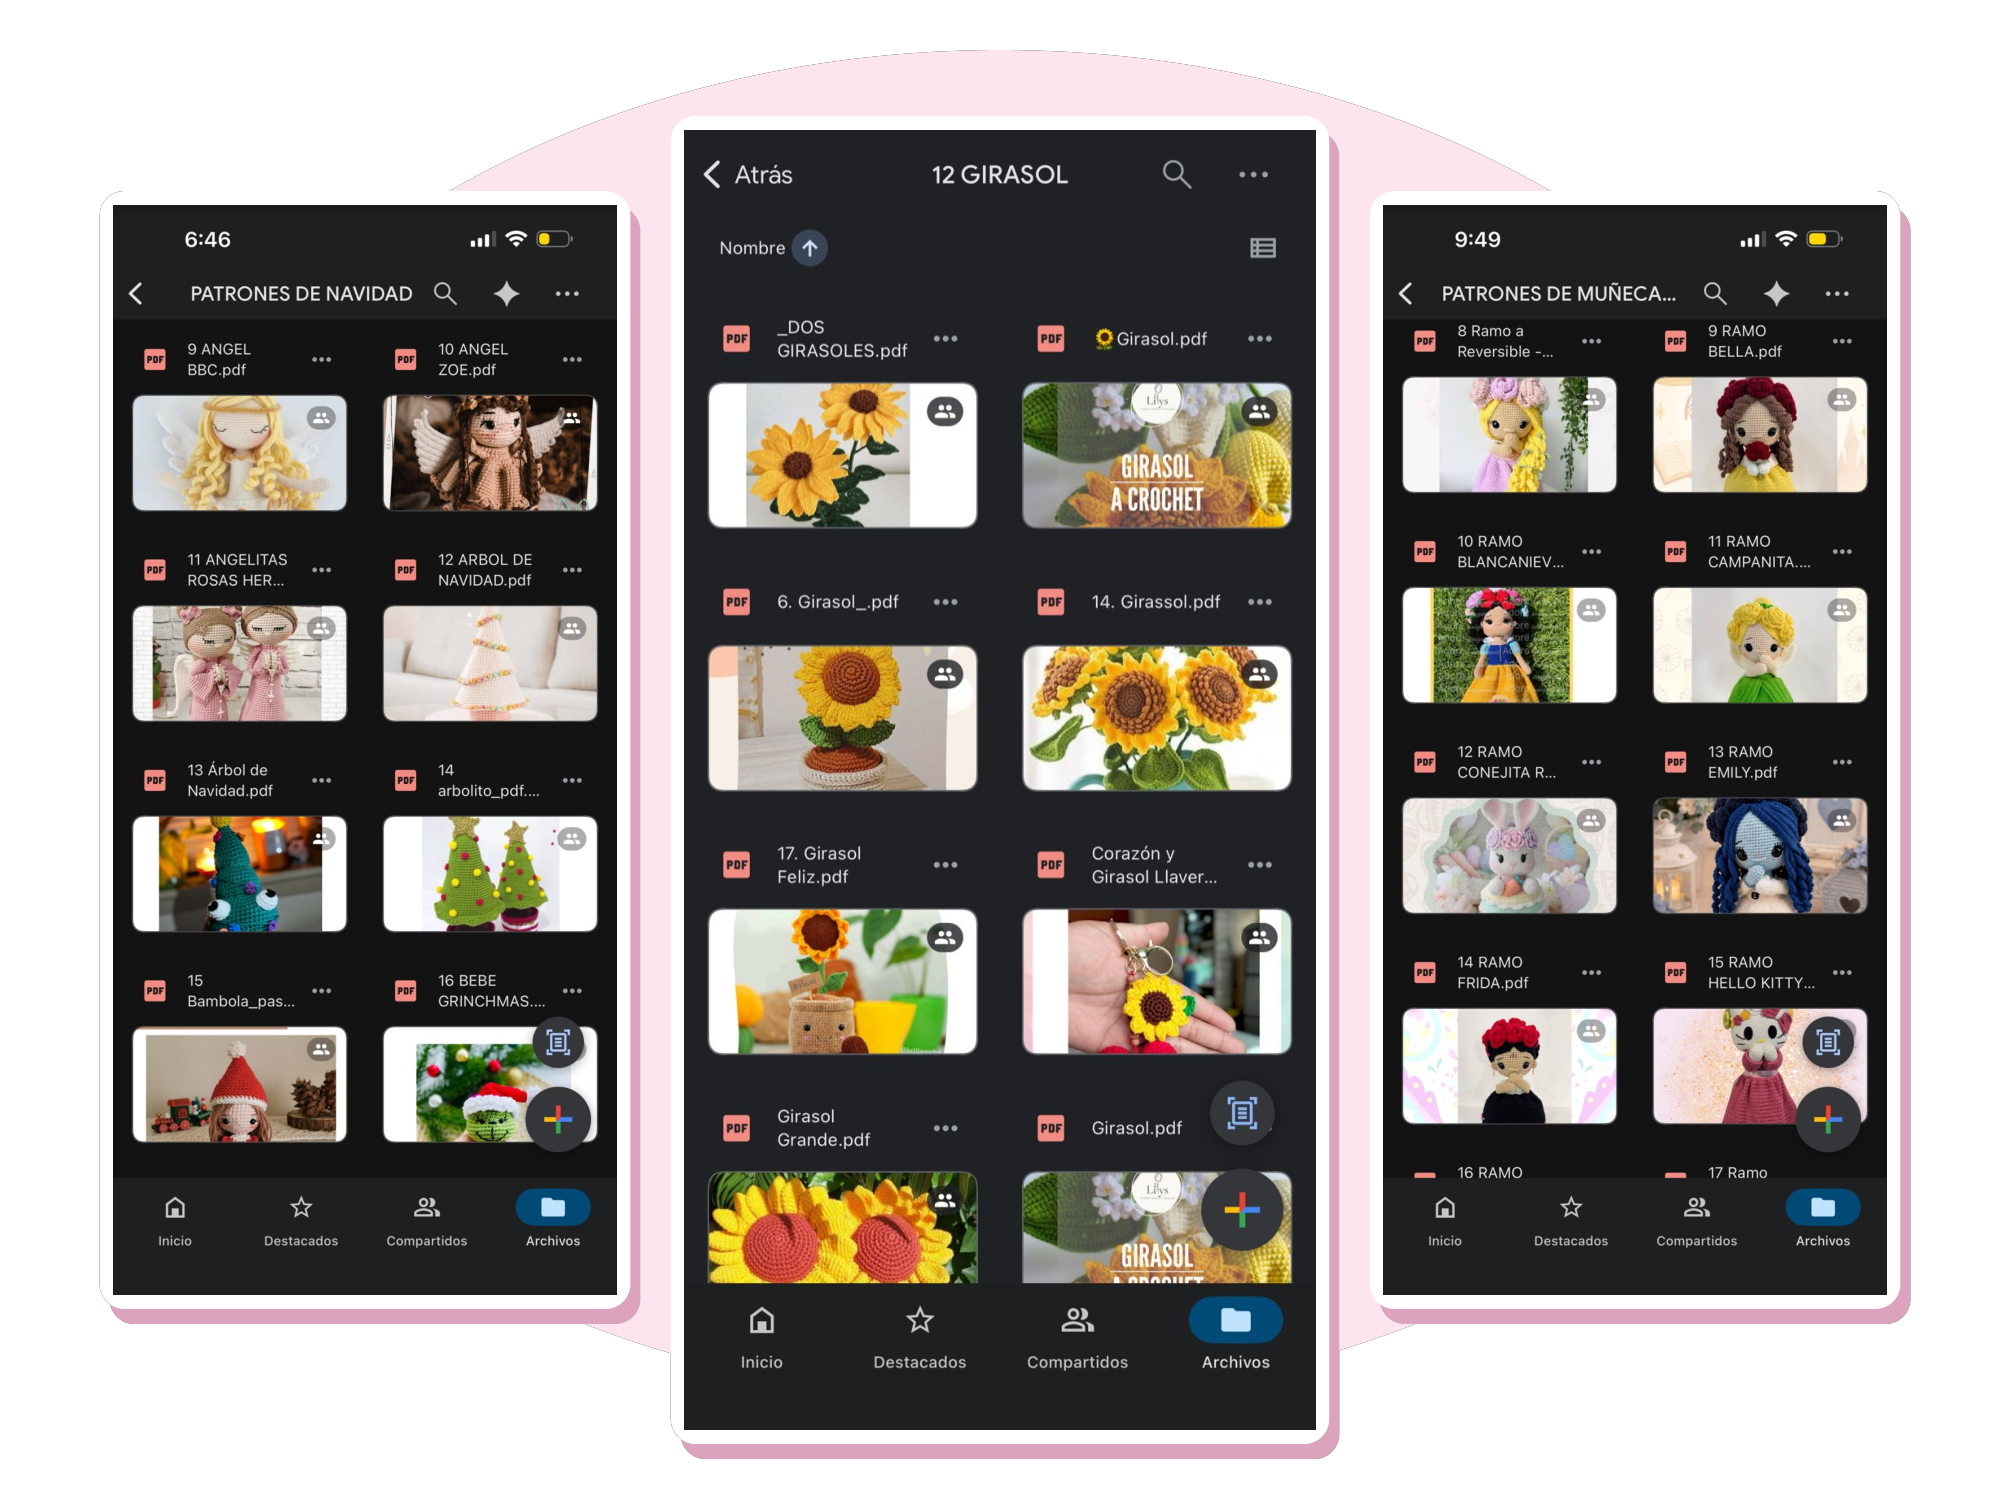 6:46
PATRONES DE NAVIDAD
PDF
9 ANGEL
BBC.pdf
PDF
10 ANGEL
ZOE.pdf
PDF
11 ANGELITAS
ROSAS HER...
PDF
12 ARBOL DE
NAVIDAD.pdf
PDF
13 Árbol de
Navidad.pdf
PDF
14
arbolito_pdf....
PDF
15
Bambola_pas...
PDF
16 BEBE
GRINCHMAS....
Inicio
Destacados
Compartidos
Archivos
Atrás
12 GIRASOL
Nombre
PDF
_DOS
GIRASOLES.pdf
PDF
🌻Girasol.pdf
Liiys
GIRASOL
A CROCHET
PDF
6. Girasol_.pdf
PDF
14. Girassol.pdf
PDF
17. Girasol
Feliz.pdf
PDF
Corazón y
Girasol Llaver...
PDF
Girasol
Grande.pdf
PDF
Girasol.pdf
Liiys
GIRASOL
A CROCHET
Inicio
Destacados
Compartidos
Archivos
9:49
PATRONES DE MUÑECA...
PDF
8 Ramo a
Reversible -...
PDF
9 RAMO
BELLA.pdf
PDF
10 RAMO
BLANCANIEV...
PDF
11 RAMO
CAMPANITA....
PDF
12 RAMO
CONEJITA R...
PDF
13 RAMO
EMILY.pdf
PDF
14 RAMO
FRIDA.pdf
PDF
15 RAMO
HELLO KITTY...
16 RAMO
17 Ramo
Inicio
Destacados
Compartidos
Archivos